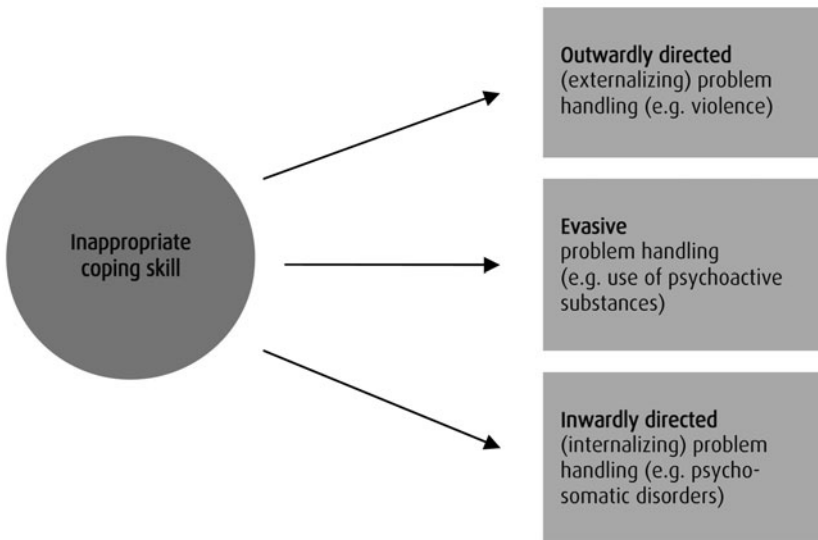 Inappropriate
coping skill
Outwardly directed
(externalizing) problem
handling (e.g. violence)
Evasive
problem handling
(e.g. use of psychoactive
substances)
Inwardly directed
(internalizing) problem
handling (e.g. psycho-
somatic disorders)